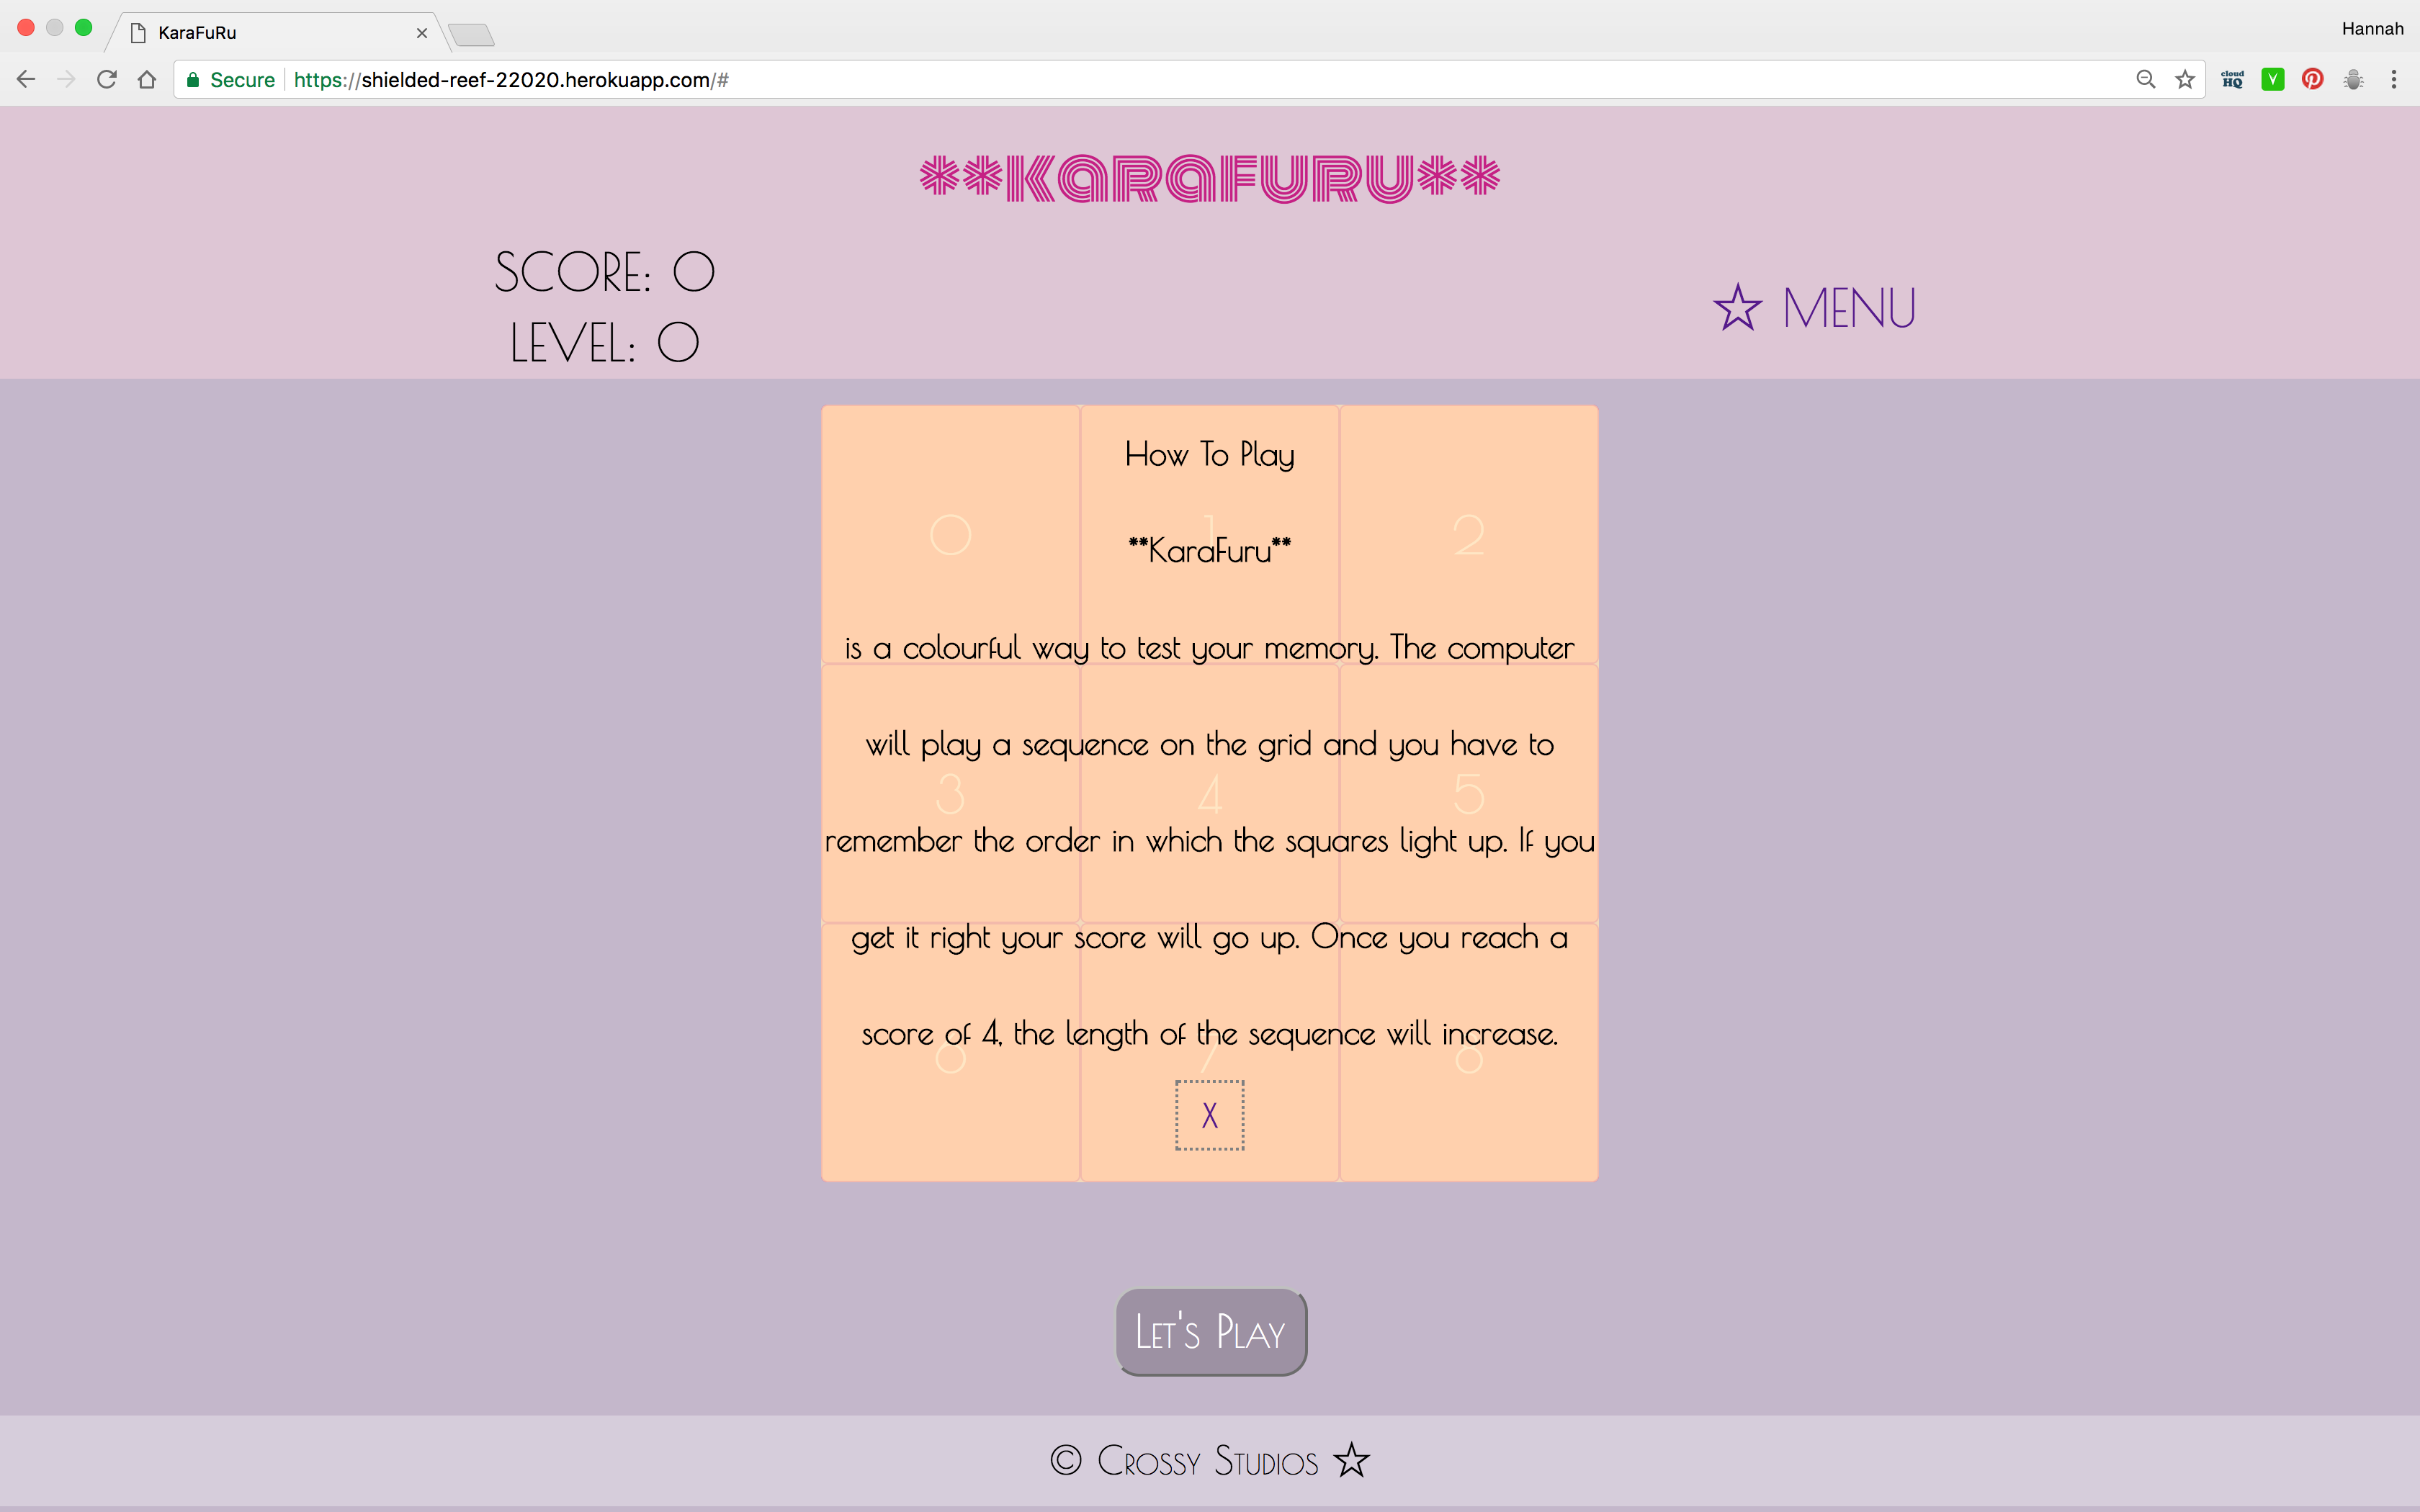 KaraFuRu
Hannah
Secure https://shielded-reef-22020.herokuapp.com/#
cloud HQ
**KARAFURU**
SCORE: 0
LEVEL: 0
☆ MENU
How To Play
0 1 2
**KaraFuru**
is a colourful way to test your memory. The computer
will play a sequence on the grid and you have to
3 4 5
remember the order in which the squares light up. If you
get it right your score will go up. Once you reach a
score of 4, the length of the sequence will increase.
X
Let's Play
© Crossy Studios ☆